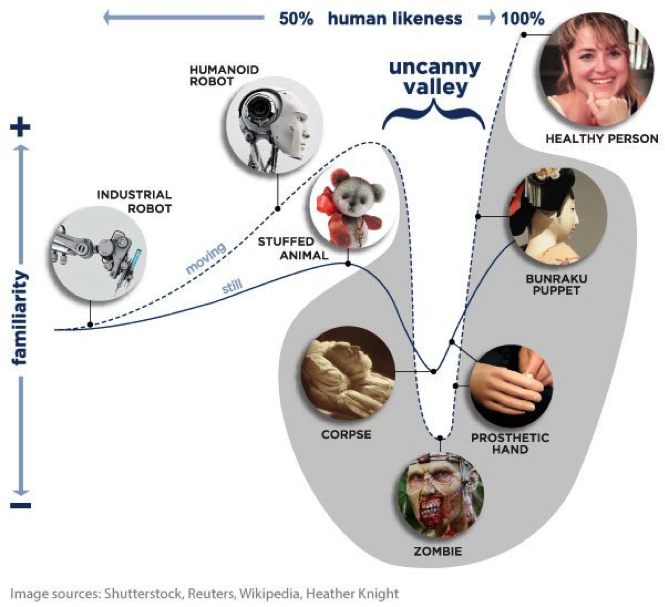 50% human likeness 100%
uncanny
valley
HUMANOID
ROBOT
HEALTHY PERSON
+
INDUSTRIAL
ROBOT
moving
STUFFED
ANIMAL
still
BUNRAKU
PUPPET
familiarity
CORPSE
PROSTHETIC
HAND
–
ZOMBIE
Image sources: Shutterstock, Reuters, Wikipedia, Heather Knight